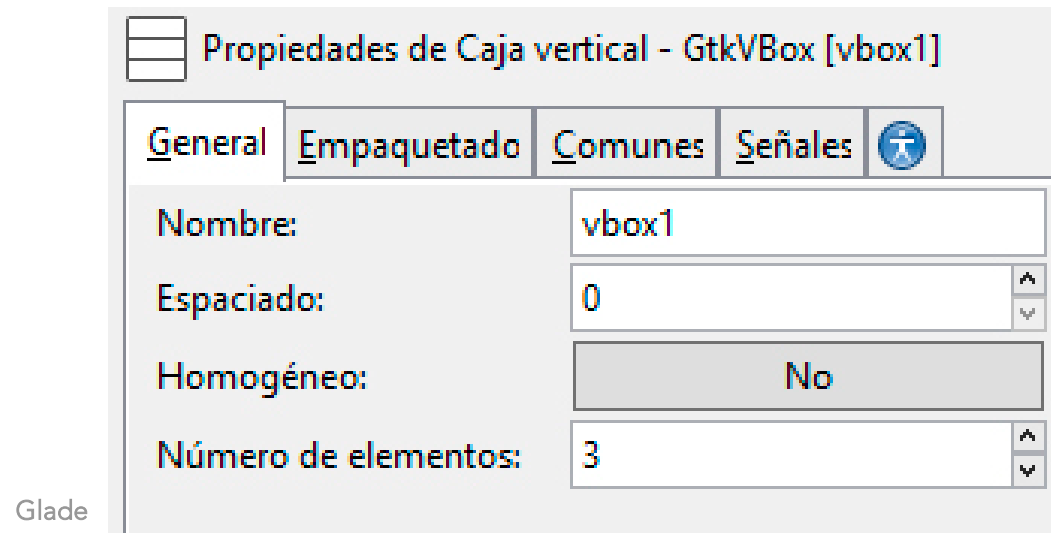 Propiedades de Caja vertical - GtkVBox [vbox1]
General Empaquetado Comunes Señales
Nombre: vbox1
Espaciado: 0
Homogéneo: No
Número de elementos: 3
Glade